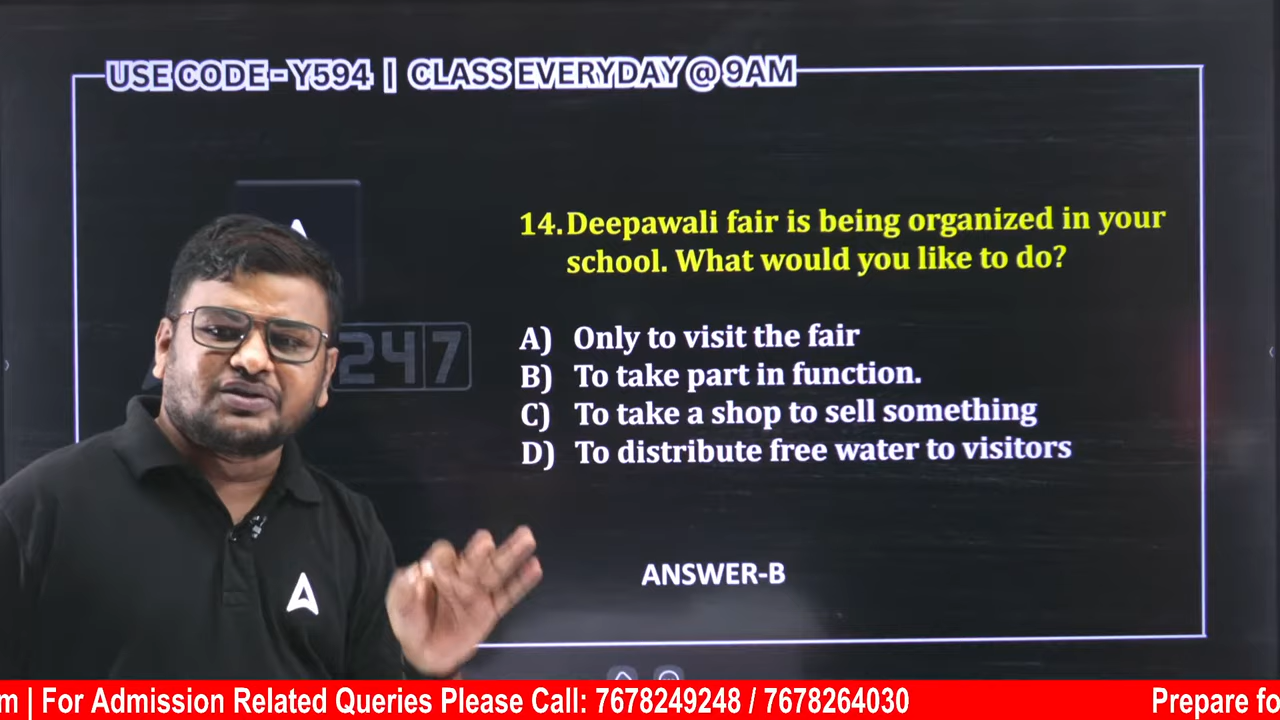 USE CODE - Y594 | CLASS EVERYDAY @ 9AM
14. Deepawali fair is being organized in your
school. What would you like to do?
247
A) Only to visit the fair
B) To take part in function.
C) To take a shop to sell something
D) To distribute free water to visitors
ANSWER-B
m | For Admission Related Queries Please Call: 7678249248 / 7678264030 Prepare fo